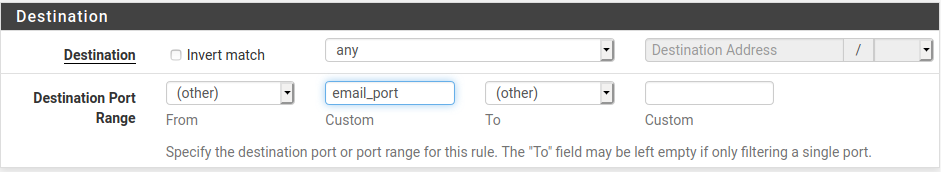 Destination
Destination Invert match any Destination Address /
Destination Port Range (other) email_port (other)
From Custom To Custom
Specify the destination port or port range for this rule. The "To" field may be left empty if only filtering a single port.